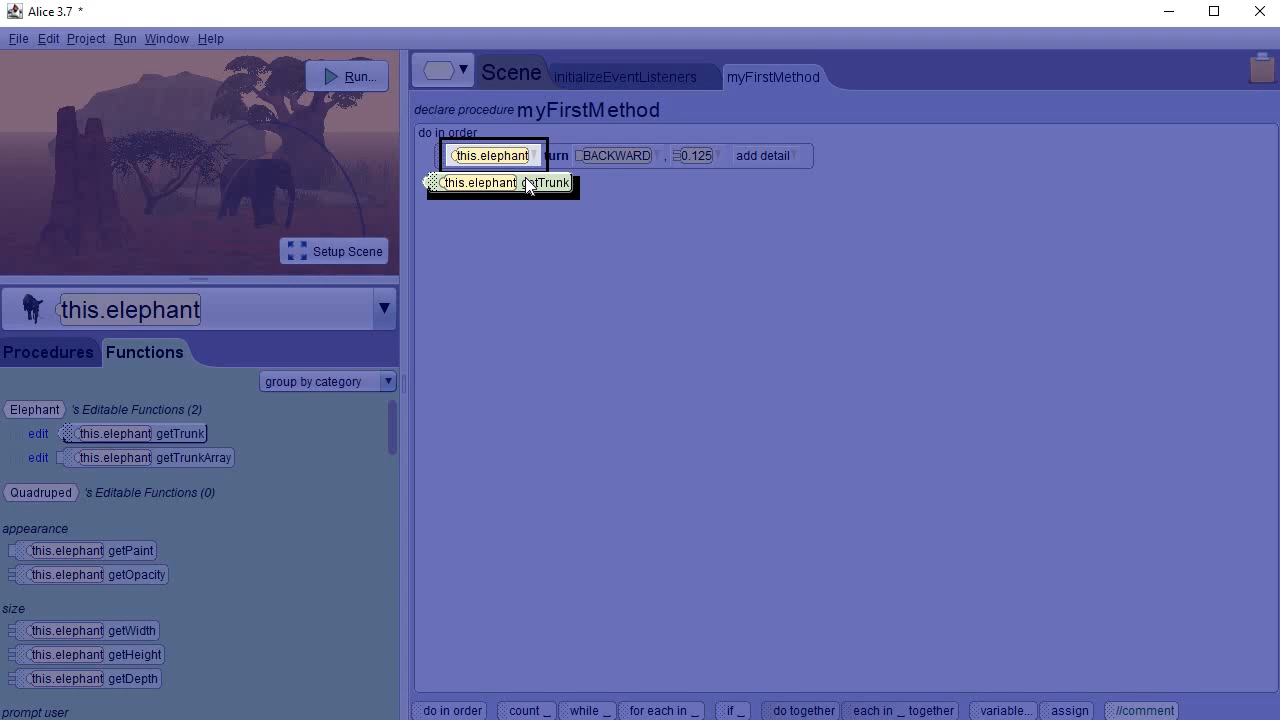 Alice 3.7 *
File Edit Project Run Window Help
Run...
Setup Scene
Scene initializeEventListeners myFirstMethod
declare procedure myFirstMethod
do in order
this.elephant turn BACKWARD , 0.125 add detail
this.elephant getTrunk
this.elephant
Procedures Functions
group by category
Elephant 's Editable Functions (2)
edit this.elephant getTrunk
edit this.elephant getTrunkArray
Quadruped 's Editable Functions (0)
appearance
this.elephant getPaint
this.elephant getOpacity
size
this.elephant getWidth
this.elephant getHeight
this.elephant getDepth
prompt user
do in order count _ while _ for each in _ if _ do together each in _ together variable... assign //comment